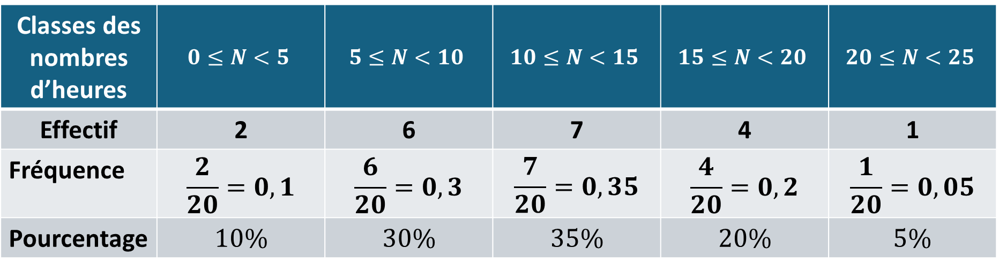 Classes des nombres d’heures 0 ≤ N < 5 5 ≤ N < 10 10 ≤ N < 15 15 ≤ N < 20 20 ≤ N < 25
Effectif 2 6 7 4 1
Fréquence 2/20 = 0,1 6/20 = 0,3 7/20 = 0,35 4/20 = 0,2 1/20 = 0,05
Pourcentage 10% 30% 35% 20% 5%